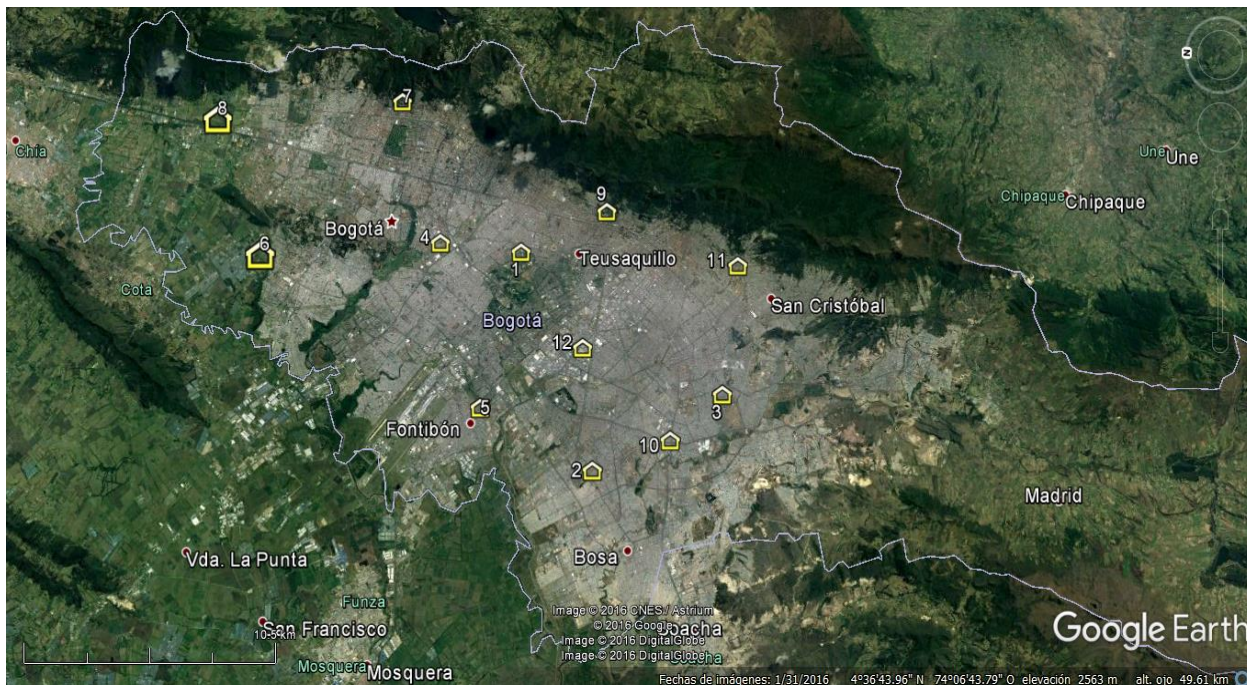 N
8
7
Chia
Une
Une
Chipaque
Chipaque
9
Bogotá
4
6
1
Teusaquillo
11
Cota
San Cristóbal
Bogotá
12
5
3
Fontibón
10
2
Madrid
Vda. La Punta
Bosa
Funza
Image © 2016 CNES / Astrium
© 2016 Google
Image © 2016 DigitalGlobe
Image © 2016 DigitalGlobe
San Francisco
Soacha
Soacha
Google Earth
Mosquera
Mosquera
Fechas de imágenes: 1/31/2016 4°36'43.96" N 74°06'43.79" O elevación 2563 m alt. ojo 49.61 km